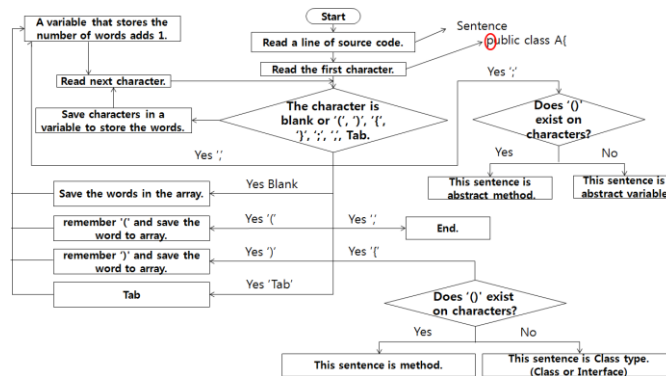 Start
A variable that stores the
number of words adds 1.
Sentence
Read a line of source code.
public class A{
Read the first character.
Read next character.
Yes ';'
The character is
blank or '(', ')', '{',
'}', ';', ',', Tab.
Save characters in a
variable to store the words.
Does '()'
exist on
characters?
Yes ','
Yes
No
This sentence is
abstract method.
This sentence is
abstract variable
Yes Blank
Save the words in the array.
remember '(' and save the
word to array.
Yes '('
Yes ','
End.
remember ')' and save the
word to array.
Yes ')'
Yes '{'
Tab
Yes 'Tab'
Does '()' exist
on characters?
Yes
No
This sentence is method.
This sentence is Class type.
(Class or Interface)